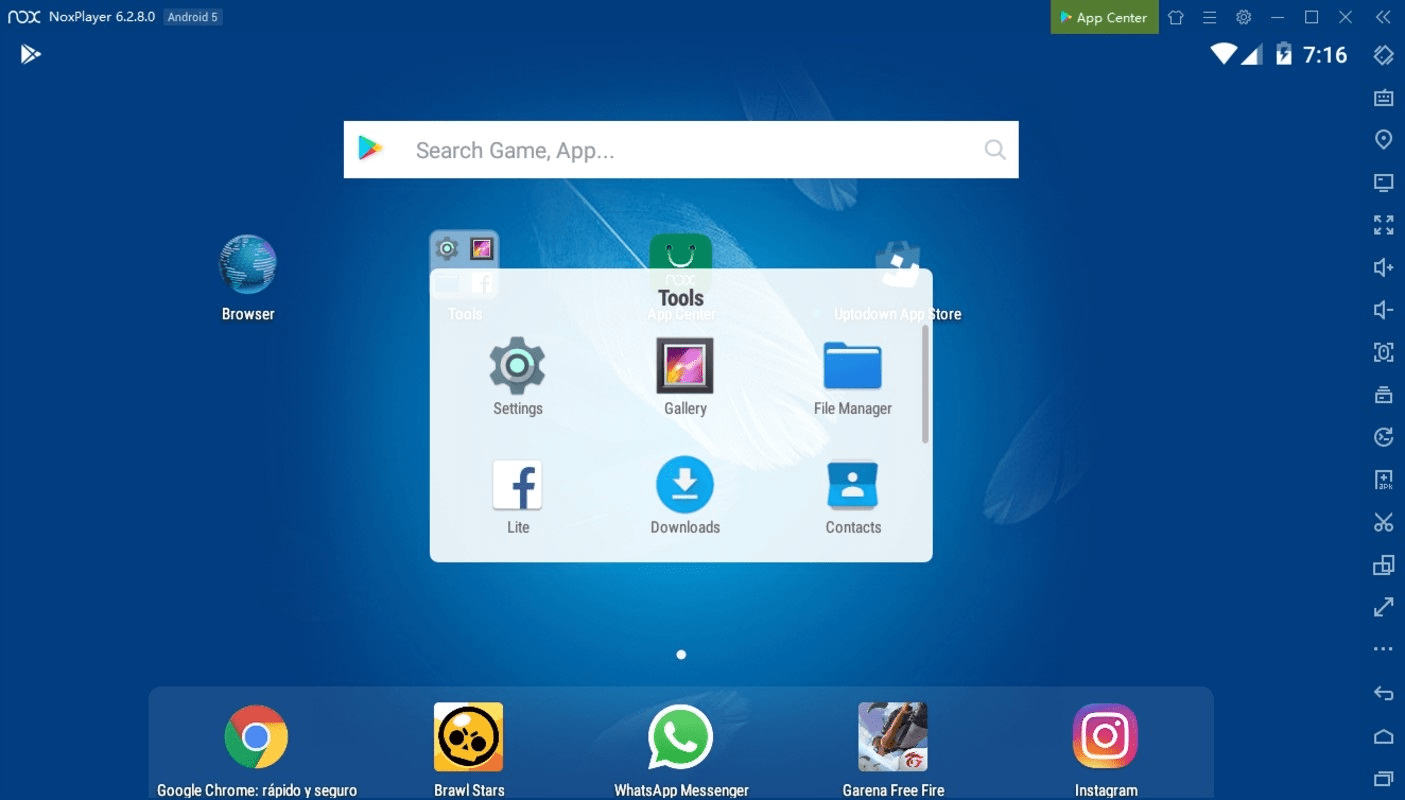 nox NoxPlayer 6.2.8.0 Android 5 App Center
7:16
Search Game, App...
Browser
Tools
App Center
Uptodown App Store
Tools
Settings
Gallery
File Manager
Lite
Downloads
Contacts
Google Chrome: rápido y seguro
Brawl Stars
WhatsApp Messenger
Garena Free Fire
Instagram